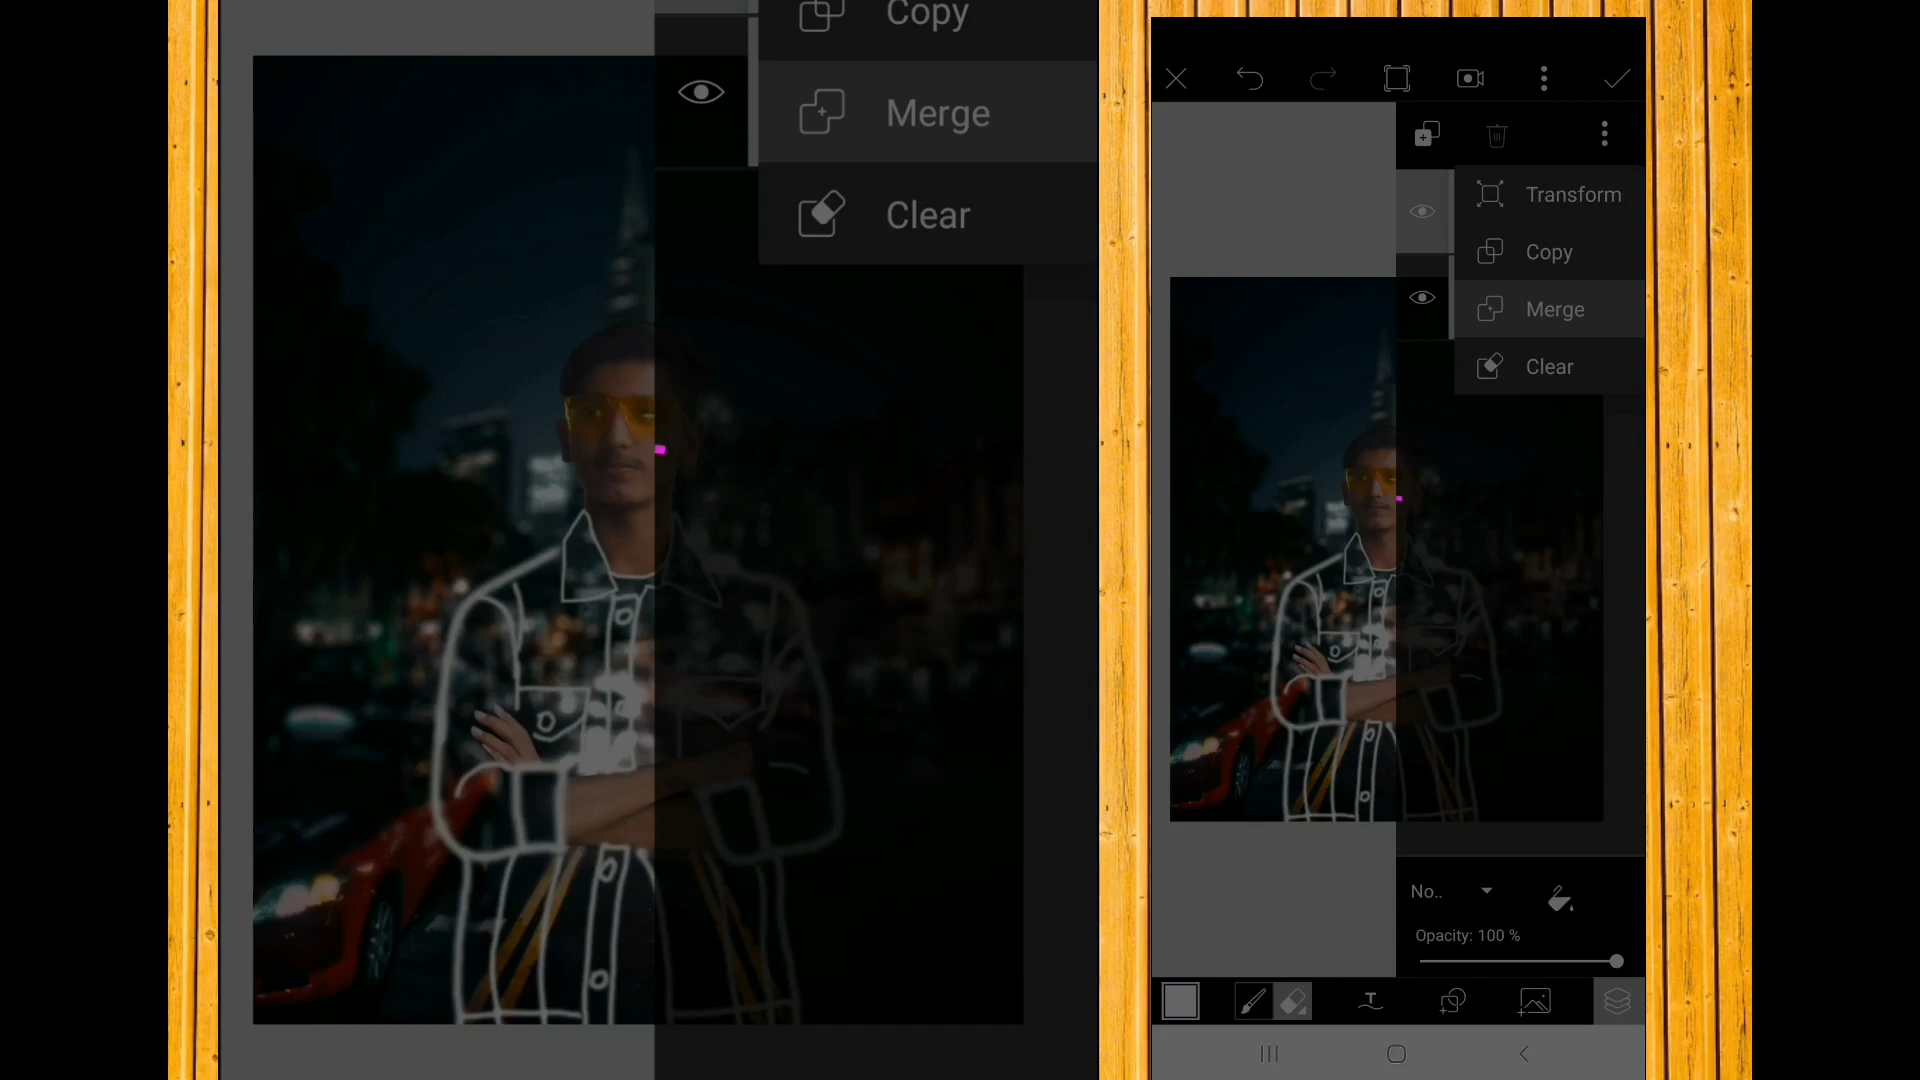 Copy
Merge
Clear
Transform
Copy
Merge
Clear
No..
Opacity: 100 %